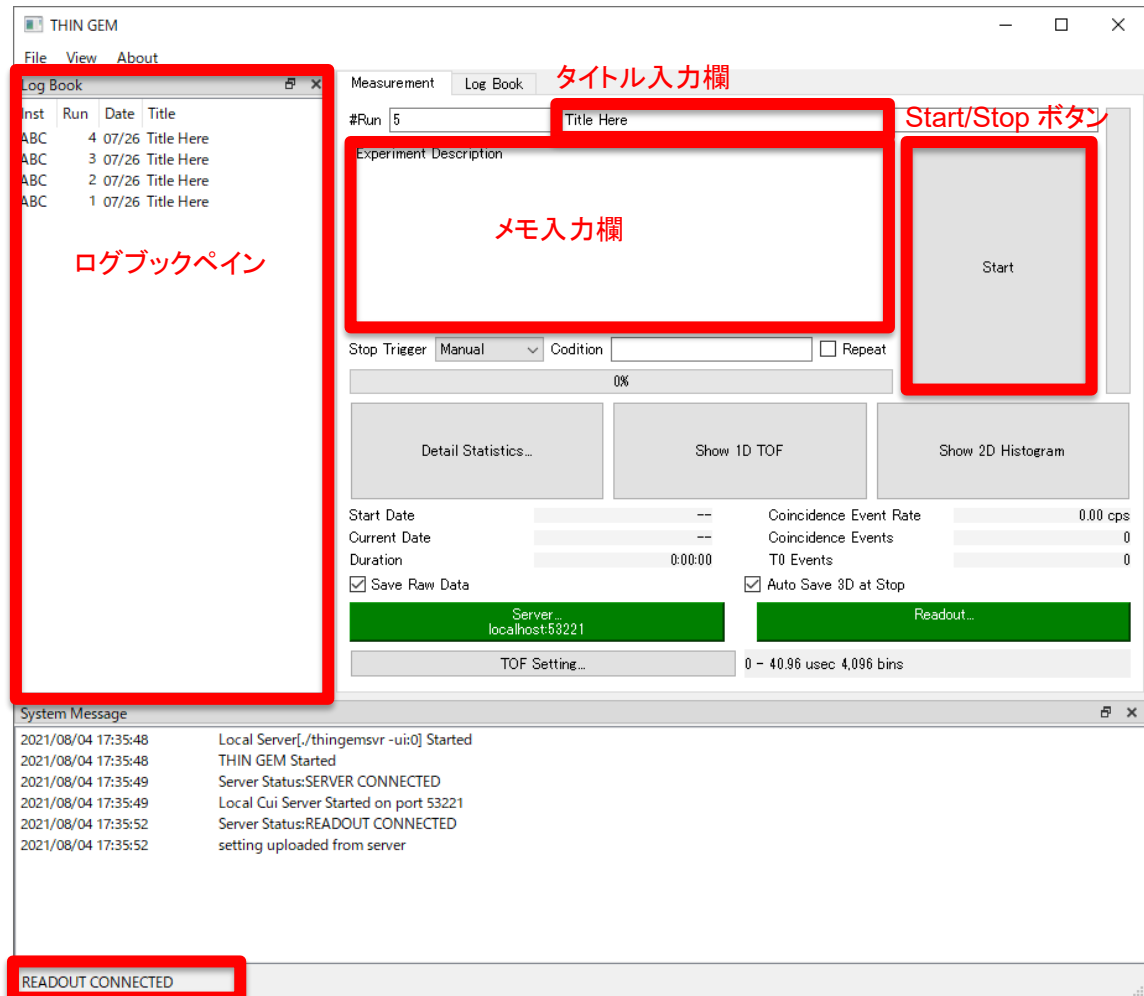 THIN GEM
File View About
Log Book
Inst Run Date Title
ABC 4 07/26 Title Here
ABC 3 07/26 Title Here
ABC 2 07/26 Title Here
ABC 1 07/26 Title Here
ログブックペイン
Measurement Log Book
タイトル入力欄
#Run 5 Title Here
Start/Stop ボタン
Experiment Description
メモ入力欄
Start
Stop Trigger Manual Codition Repeat
0%
Detail Statistics... Show 1D TOF Show 2D Histogram
Start Date -- Coincidence Event Rate 0.00 cps
Current Date -- Coincidence Events 0
Duration 0:00:00 T0 Events 0
Save Raw Data Auto Save 3D at Stop
Server...
localhost:53221
Readout...
TOF Setting... 0 - 40.96 usec 4,096 bins
System Message
2021/08/04 17:35:48 Local Server[./thingemsvr -ui:0] Started
2021/08/04 17:35:48 THIN GEM Started
2021/08/04 17:35:49 Server Status:SERVER CONNECTED
2021/08/04 17:35:49 Local Cui Server Started on port 53221
2021/08/04 17:35:52 Server Status:READOUT CONNECTED
2021/08/04 17:35:52 setting uploaded from server
READOUT CONNECTED